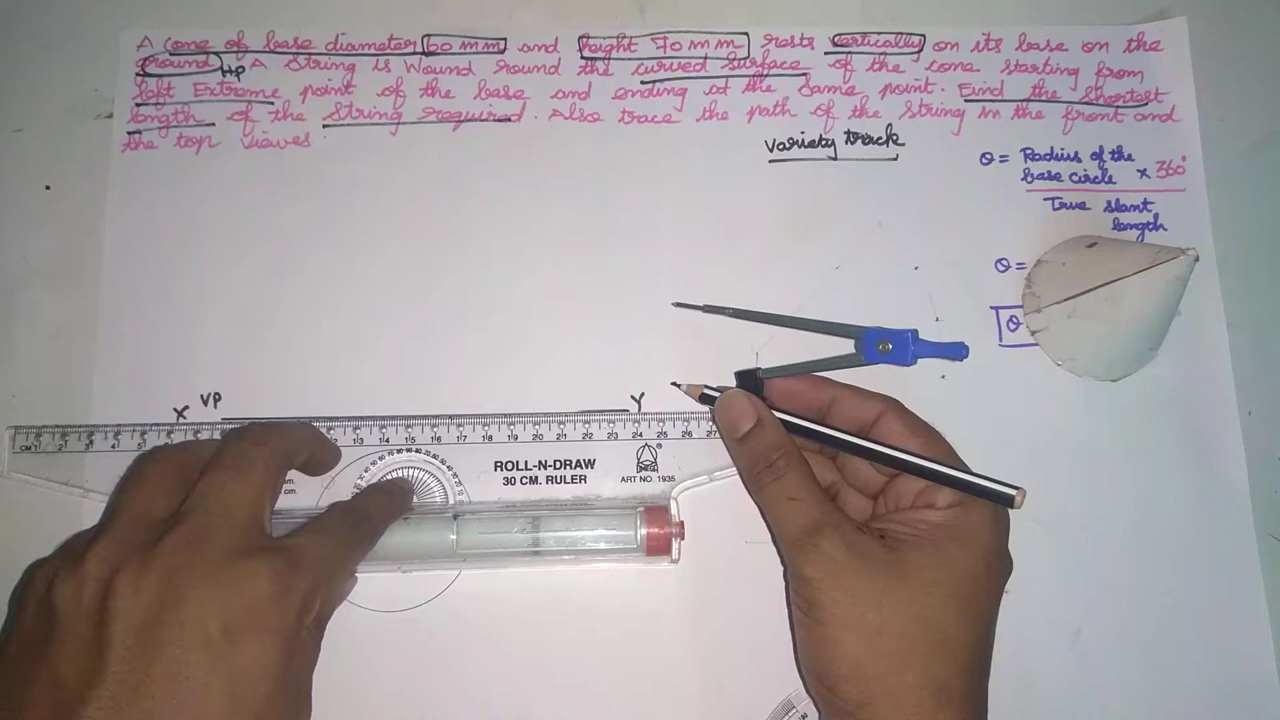 A cone of base diameter 60 mm and height 70 mm rests vertically on its base on the
ground HP A String is Wound round the curved surface of the cone starting from
left Extreme point of the base and ending at the same point. Find the shortest
length of the string required. Also trace the path of the string in the front and
the top views.
variety track
θ = Radius of the
base circle × 360°
True slant
length
θ =
θ
X VP Y
ROLL-N-DRAW
30 CM. RULER
OMEGA
ART NO. 1935